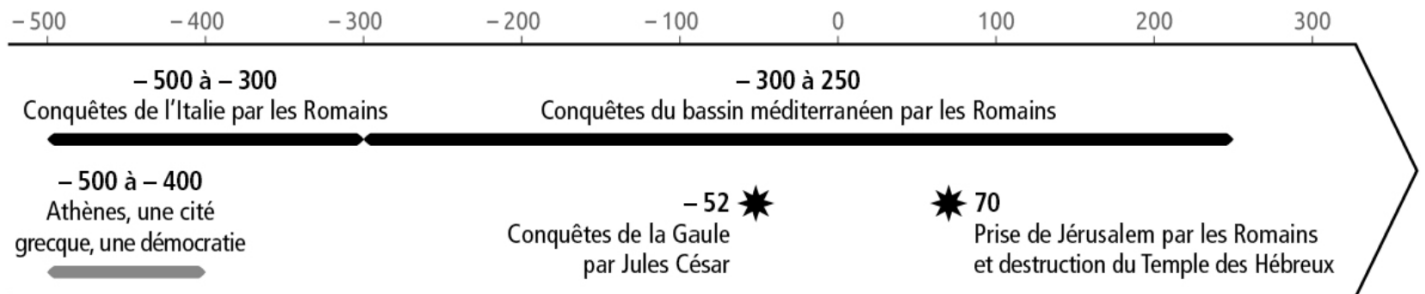 – 500 – 400 – 300 – 200 – 100 0 100 200 300
– 500 à – 300
Conquêtes de l’Italie par les Romains
– 300 à 250
Conquêtes du bassin méditerranéen par les Romains
– 500 à – 400
Athènes, une cité
grecque, une démocratie
– 52
Conquêtes de la Gaule
par Jules César
70
Prise de Jérusalem par les Romains
et destruction du Temple des Hébreux